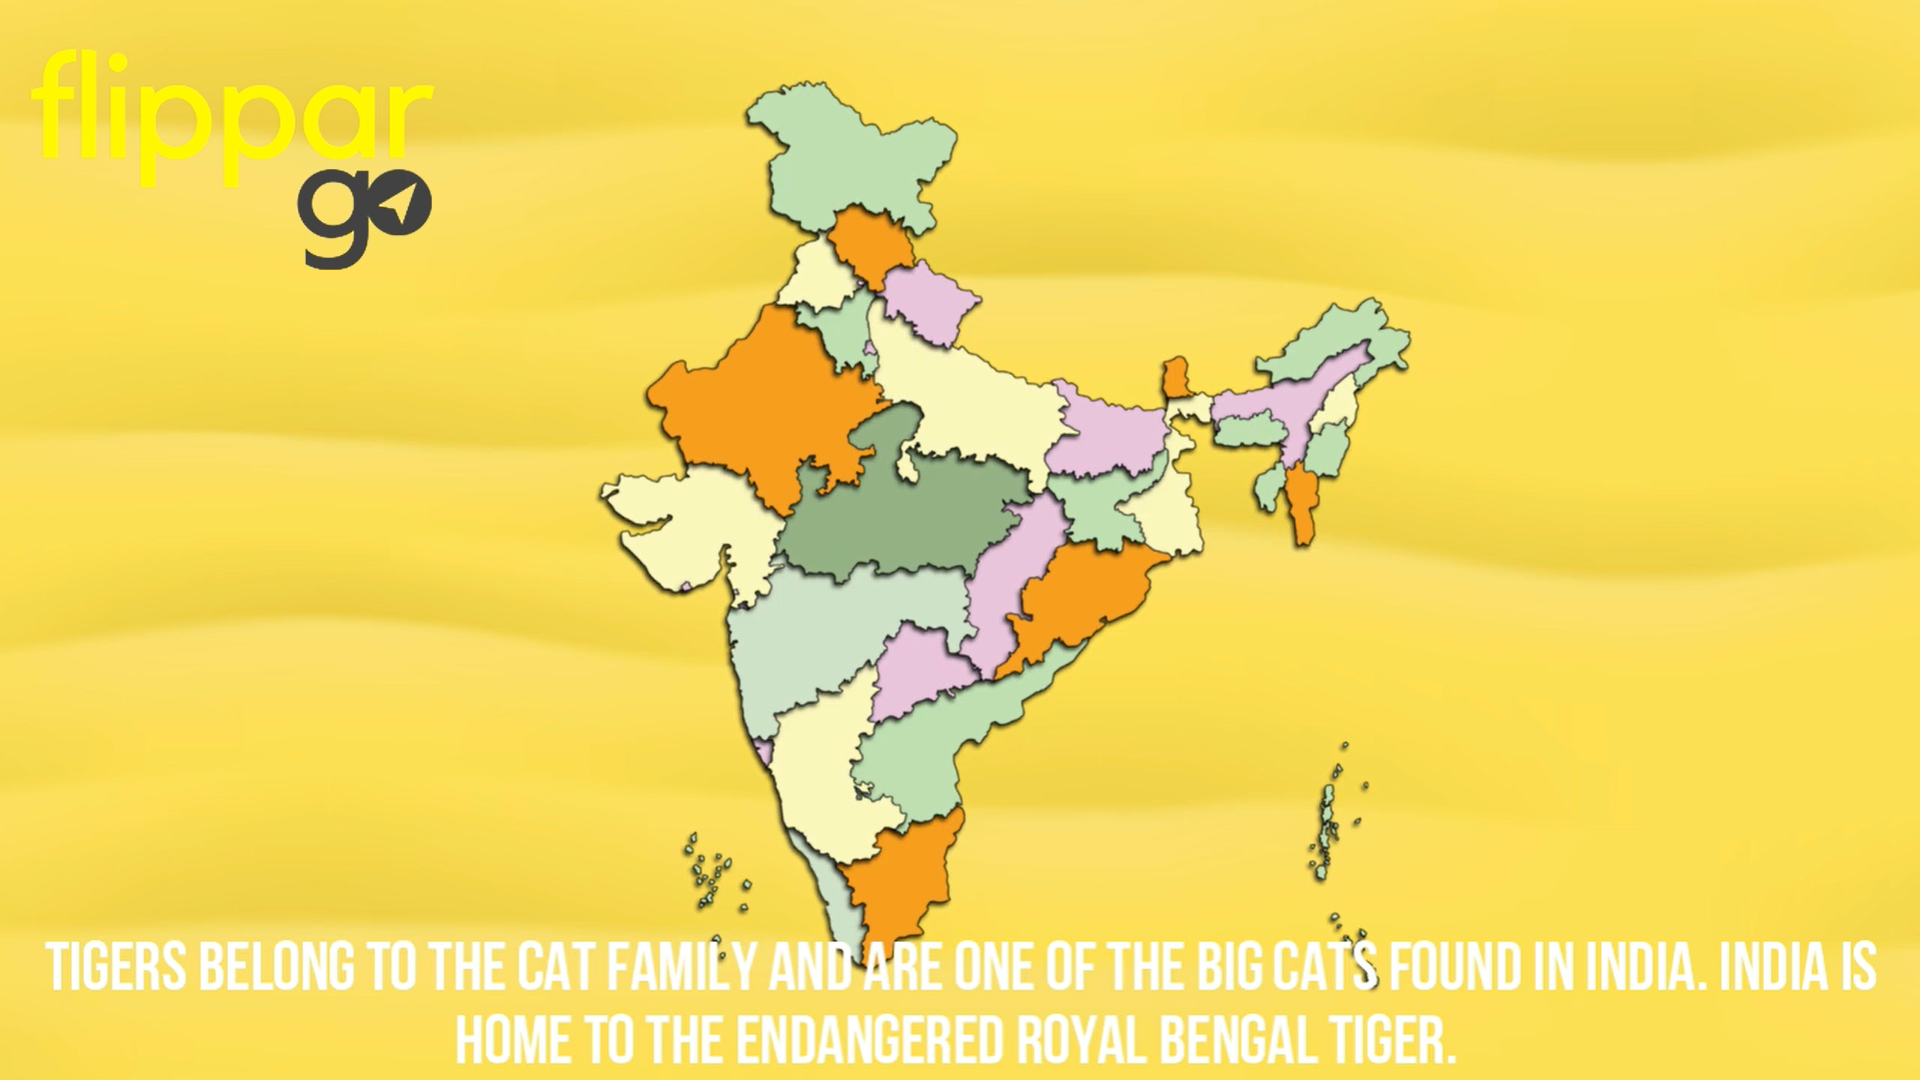 flippar
go
TIGERS BELONG TO THE CAT FAMILY AND ARE ONE OF THE BIG CATS FOUND IN INDIA. INDIA IS
HOME TO THE ENDANGERED ROYAL BENGAL TIGER.